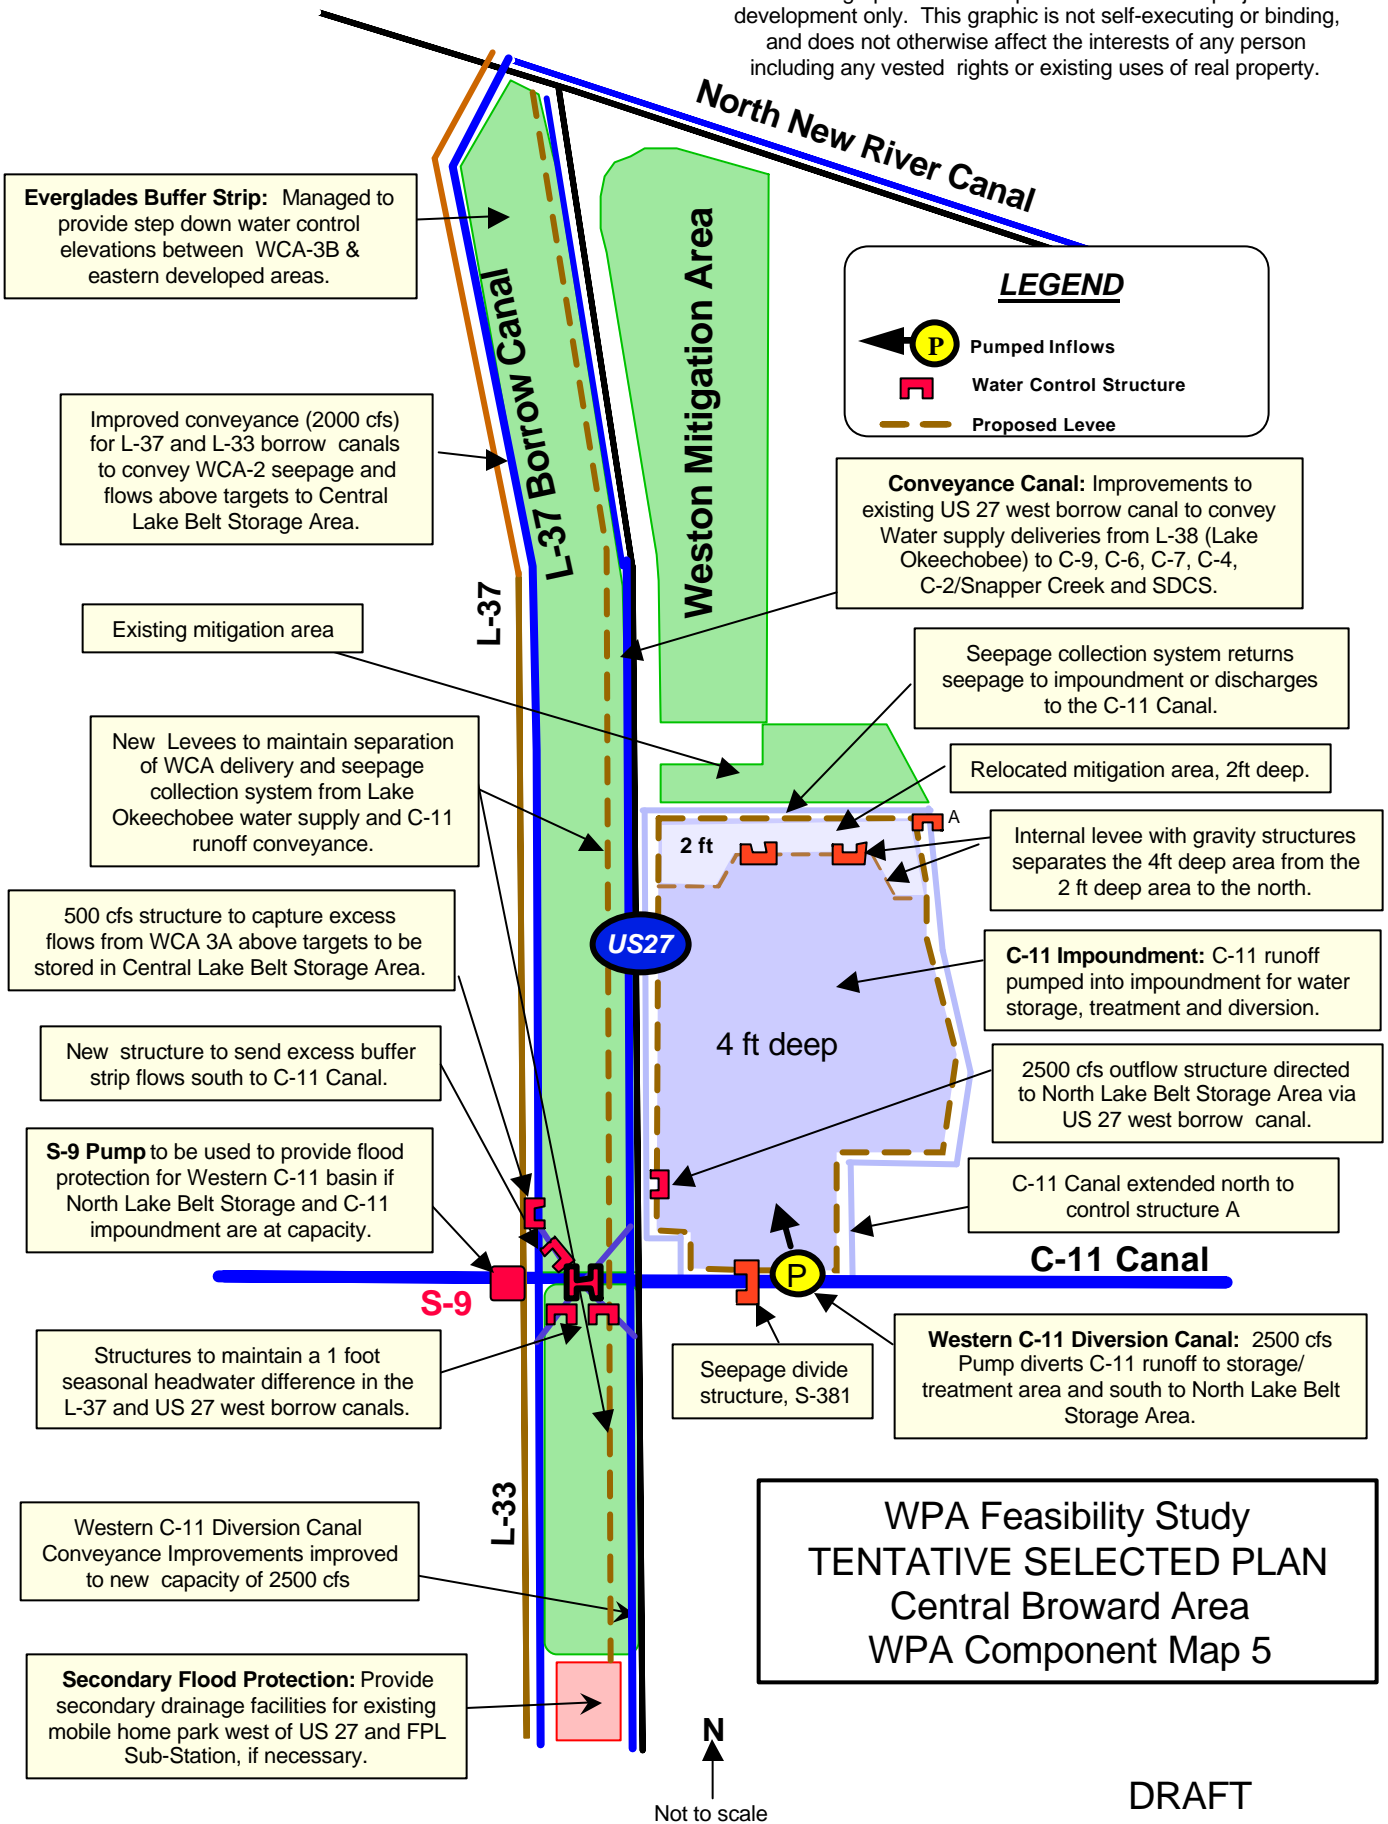 development only. This graphic is not self-executing or binding,
and does not otherwise affect the interests of any person
including any vested rights or existing uses of real property.
North New River Canal
Everglades Buffer Strip: Managed to
provide step down water control
elevations between WCA-3B &
eastern developed areas.
Weston Mitigation Area
LEGEND
P Pumped Inflows
Water Control Structure
Proposed Levee
L-37 Borrow Canal
Improved conveyance (2000 cfs)
for L-37 and L-33 borrow canals
to convey WCA-2 seepage and
flows above targets to Central
Lake Belt Storage Area.
Conveyance Canal: Improvements to
existing US 27 west borrow canal to convey
Water supply deliveries from L-38 (Lake
Okeechobee) to C-9, C-6, C-7, C-4,
C-2/Snapper Creek and SDCS.
L-37
Existing mitigation area
Seepage collection system returns
seepage to impoundment or discharges
to the C-11 Canal.
New Levees to maintain separation
of WCA delivery and seepage
collection system from Lake
Okeechobee water supply and C-11
runoff conveyance.
Relocated mitigation area, 2ft deep.
A
2 ft
Internal levee with gravity structures
separates the 4ft deep area from the
2 ft deep area to the north.
500 cfs structure to capture excess
flows from WCA 3A above targets to be
stored in Central Lake Belt Storage Area.
US27
C-11 Impoundment: C-11 runoff
pumped into impoundment for water
storage, treatment and diversion.
New structure to send excess buffer
strip flows south to C-11 Canal.
4 ft deep
2500 cfs outflow structure directed
to North Lake Belt Storage Area via
US 27 west borrow canal.
S-9 Pump to be used to provide flood
protection for Western C-11 basin if
North Lake Belt Storage and C-11
impoundment are at capacity.
C-11 Canal extended north to
control structure A
C-11 Canal
P
S-9
Structures to maintain a 1 foot
seasonal headwater difference in the
L-37 and US 27 west borrow canals.
Seepage divide
structure, S-381
Western C-11 Diversion Canal: 2500 cfs
Pump diverts C-11 runoff to storage/
treatment area and south to North Lake Belt
Storage Area.
L-33
Western C-11 Diversion Canal
Conveyance Improvements improved
to new capacity of 2500 cfs
WPA Feasibility Study
TENTATIVE SELECTED PLAN
Central Broward Area
WPA Component Map 5
Secondary Flood Protection: Provide
secondary drainage facilities for existing
mobile home park west of US 27 and FPL
Sub-Station, if necessary.
N
Not to scale
DRAFT